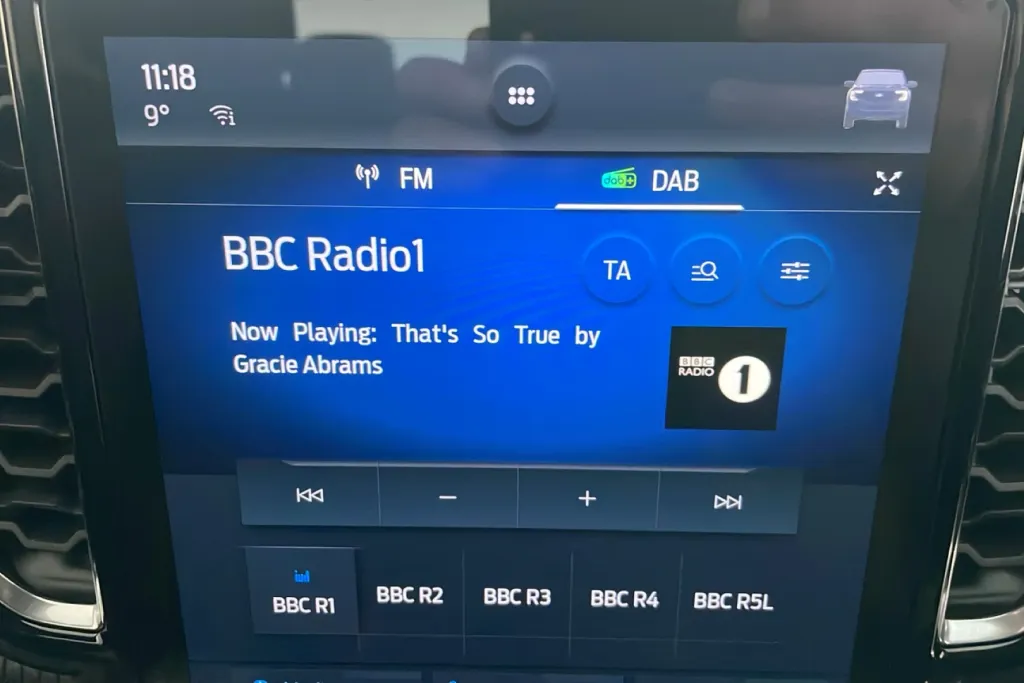 11:18
9°
FM
dab+ DAB
BBC Radio1
TA
Now Playing: That's So True by
Gracie Abrams
BBC
RADIO 1
BBC R1 BBC R2 BBC R3 BBC R4 BBC R5L